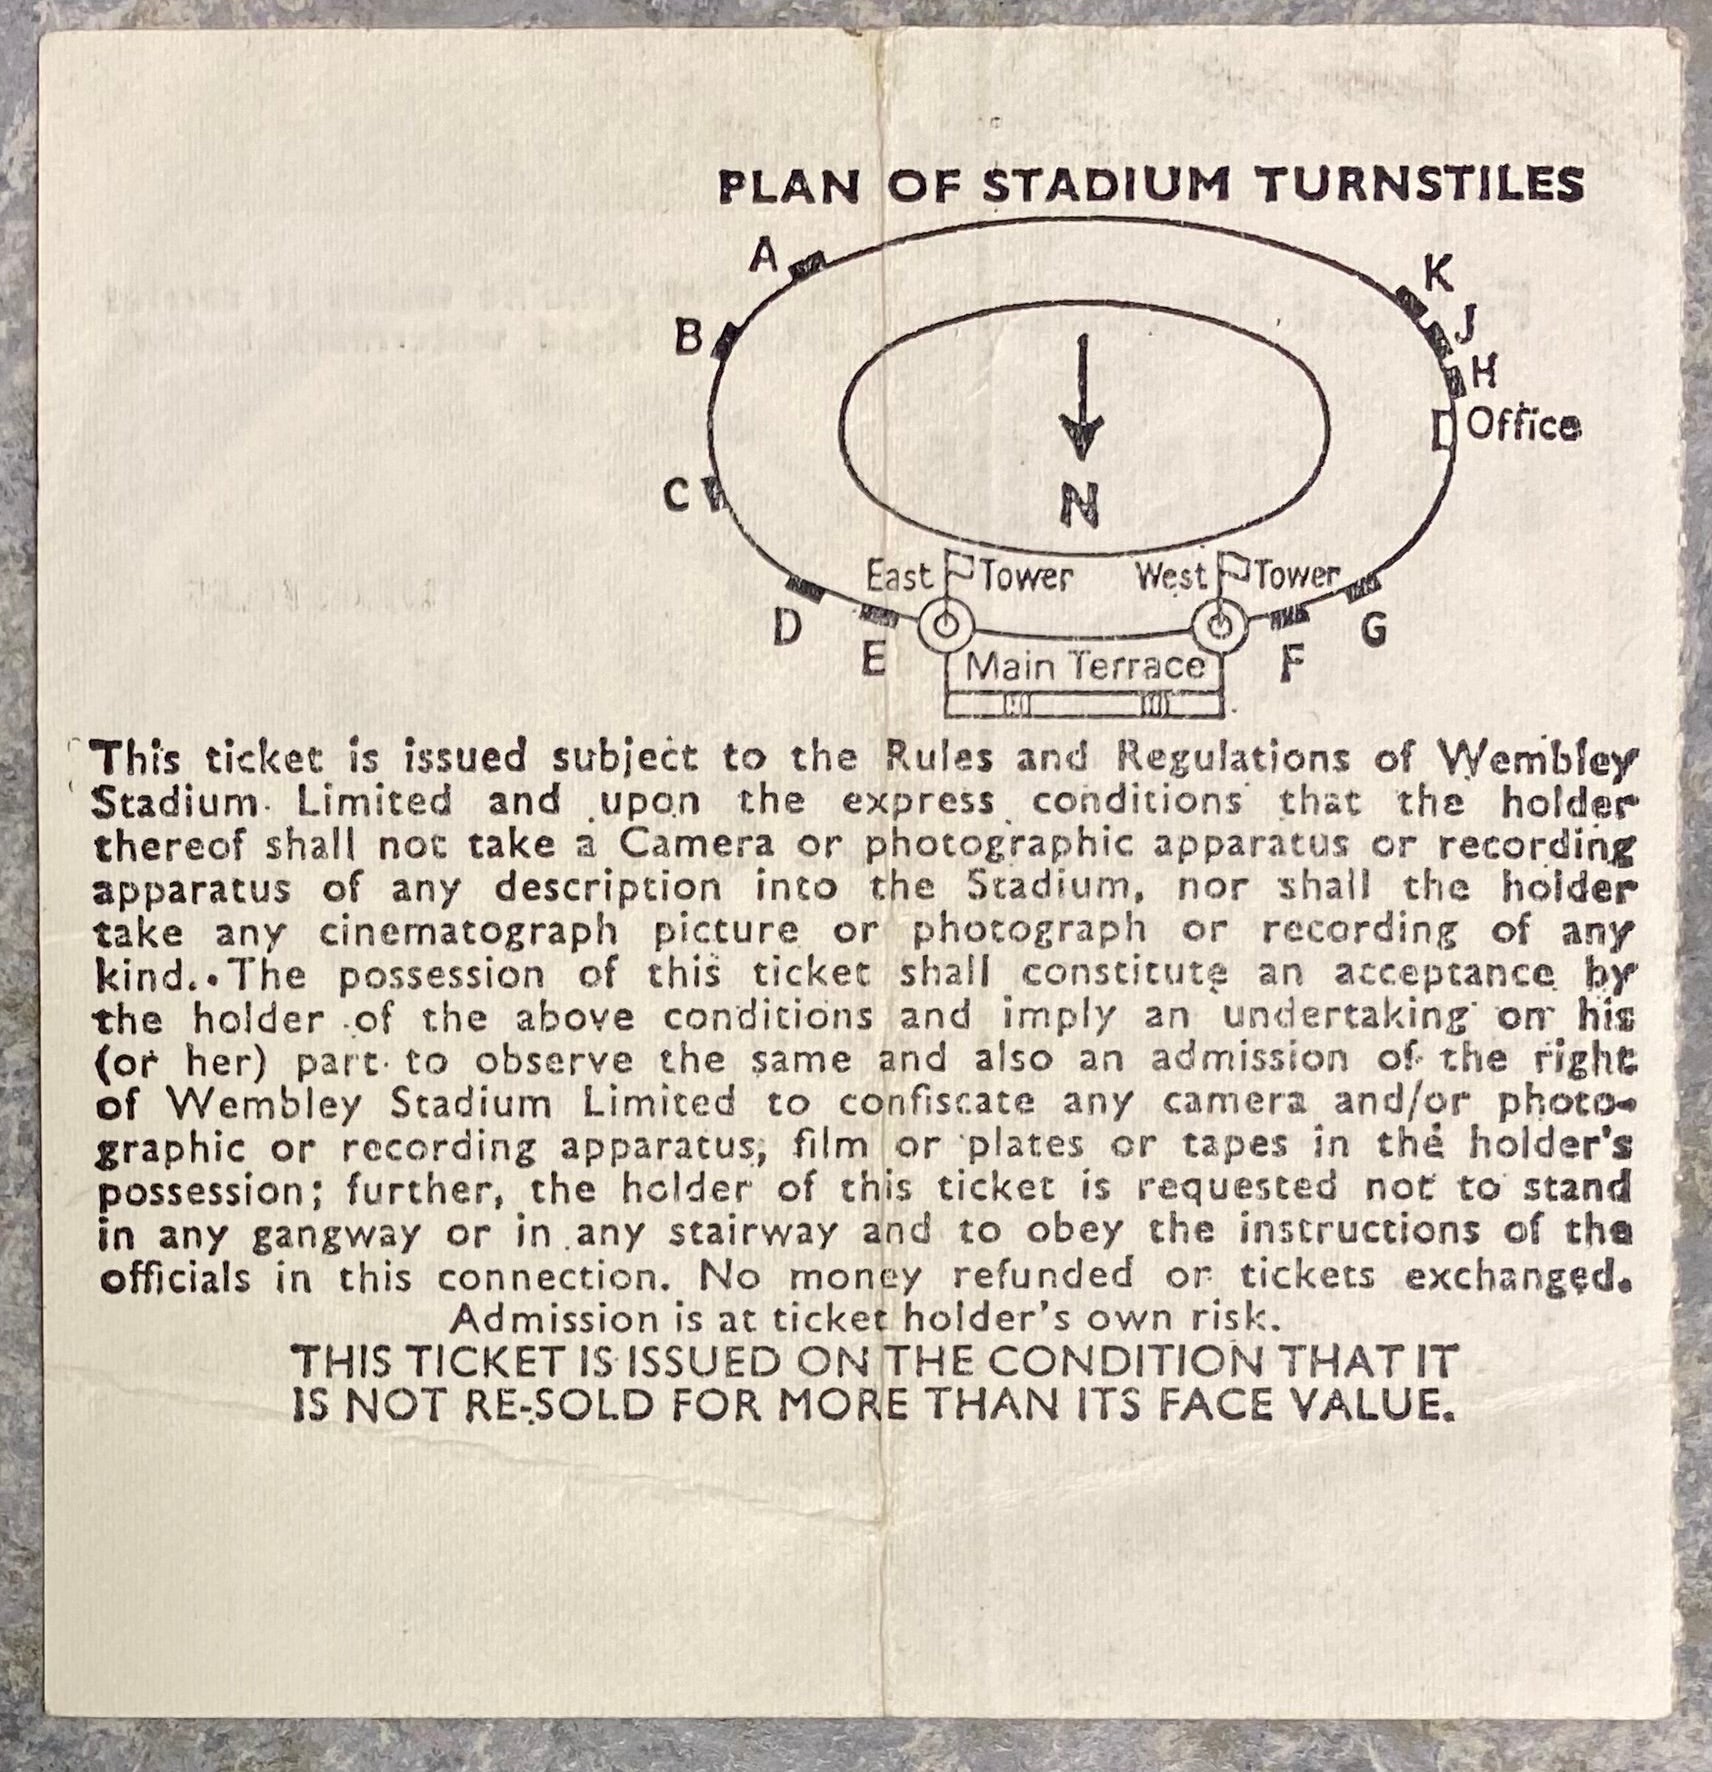 PLAN OF STADIUM TURNSTILES
A
K
B
J
H
Office
C
N
East Tower West Tower
D
E
F
G
Main Terrace
This ticket is issued subject to the Rules and Regulations of Wembley
Stadium Limited and upon the express conditions that the holder
thereof shall not take a Camera or photographic apparatus or recording
apparatus of any description into the Stadium, nor shall the holder
take any cinematograph picture or photograph or recording of any
kind. The possession of this ticket shall constitute an acceptance by
the holder of the above conditions and imply an undertaking on his
(or her) part to observe the same and also an admission of the right
of Wembley Stadium Limited to confiscate any camera and/or photo-
graphic or recording apparatus, film or plates or tapes in the holder's
possession; further, the holder of this ticket is requested not to stand
in any gangway or in any stairway and to obey the instructions of the
officials in this connection. No money refunded or tickets exchanged.
Admission is at ticket holder's own risk.
THIS TICKET IS ISSUED ON THE CONDITION THAT IT
IS NOT RE-SOLD FOR MORE THAN ITS FACE VALUE.